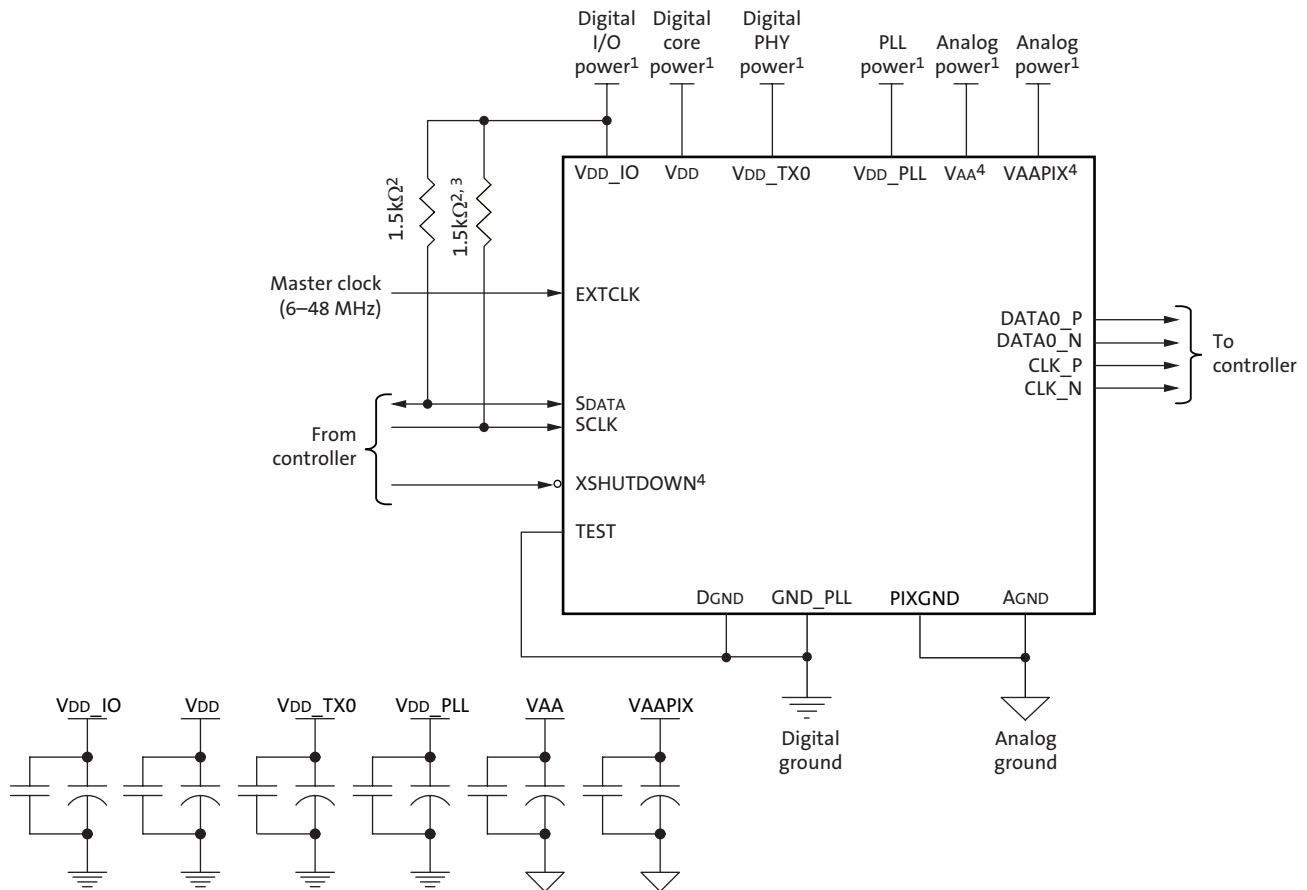 Digital
I/O
power1
Digital
core
power1
Digital
PHY
power1
PLL
power1
Analog
power1
Analog
power1
VDD_IO
VDD
VDD_TX0
VDD_PLL
VAA4
VAAPIX4
1.5kΩ2
1.5kΩ2, 3
Master clock
(6–48 MHz)
EXTCLK
DATA0_P
DATA0_N
CLK_P
CLK_N
To
controller
SDATA
SCLK
From
controller
XSHUTDOWN4
TEST
DGND
GND_PLL
PIXGND
AGND
Digital
ground
Analog
ground
VDD_IO
VDD
VDD_TX0
VDD_PLL
VAA
VAAPIX